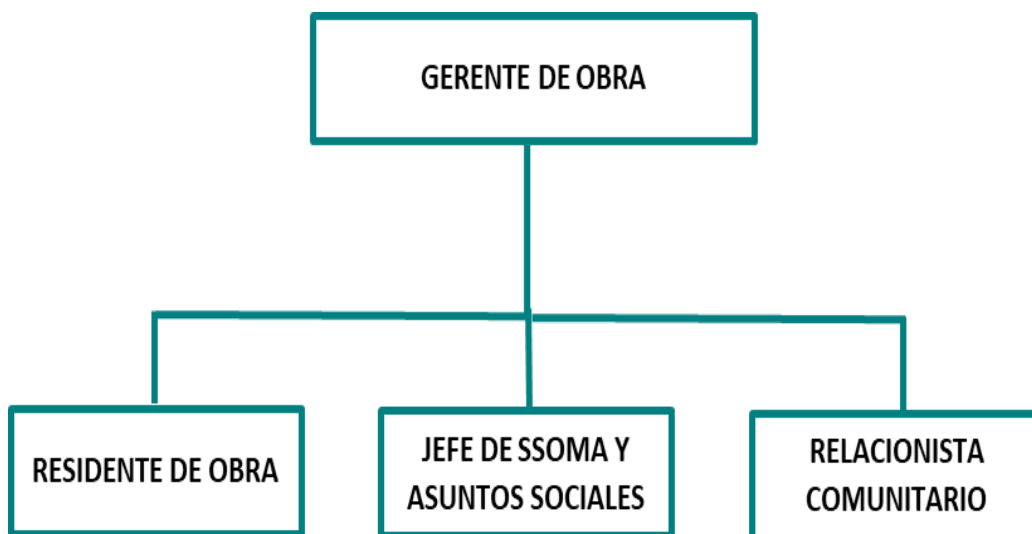 GERENTE DE OBRA
RESIDENTE DE OBRA
JEFE DE SSOMA Y
ASUNTOS SOCIALES
RELACIONISTA
COMUNITARIO